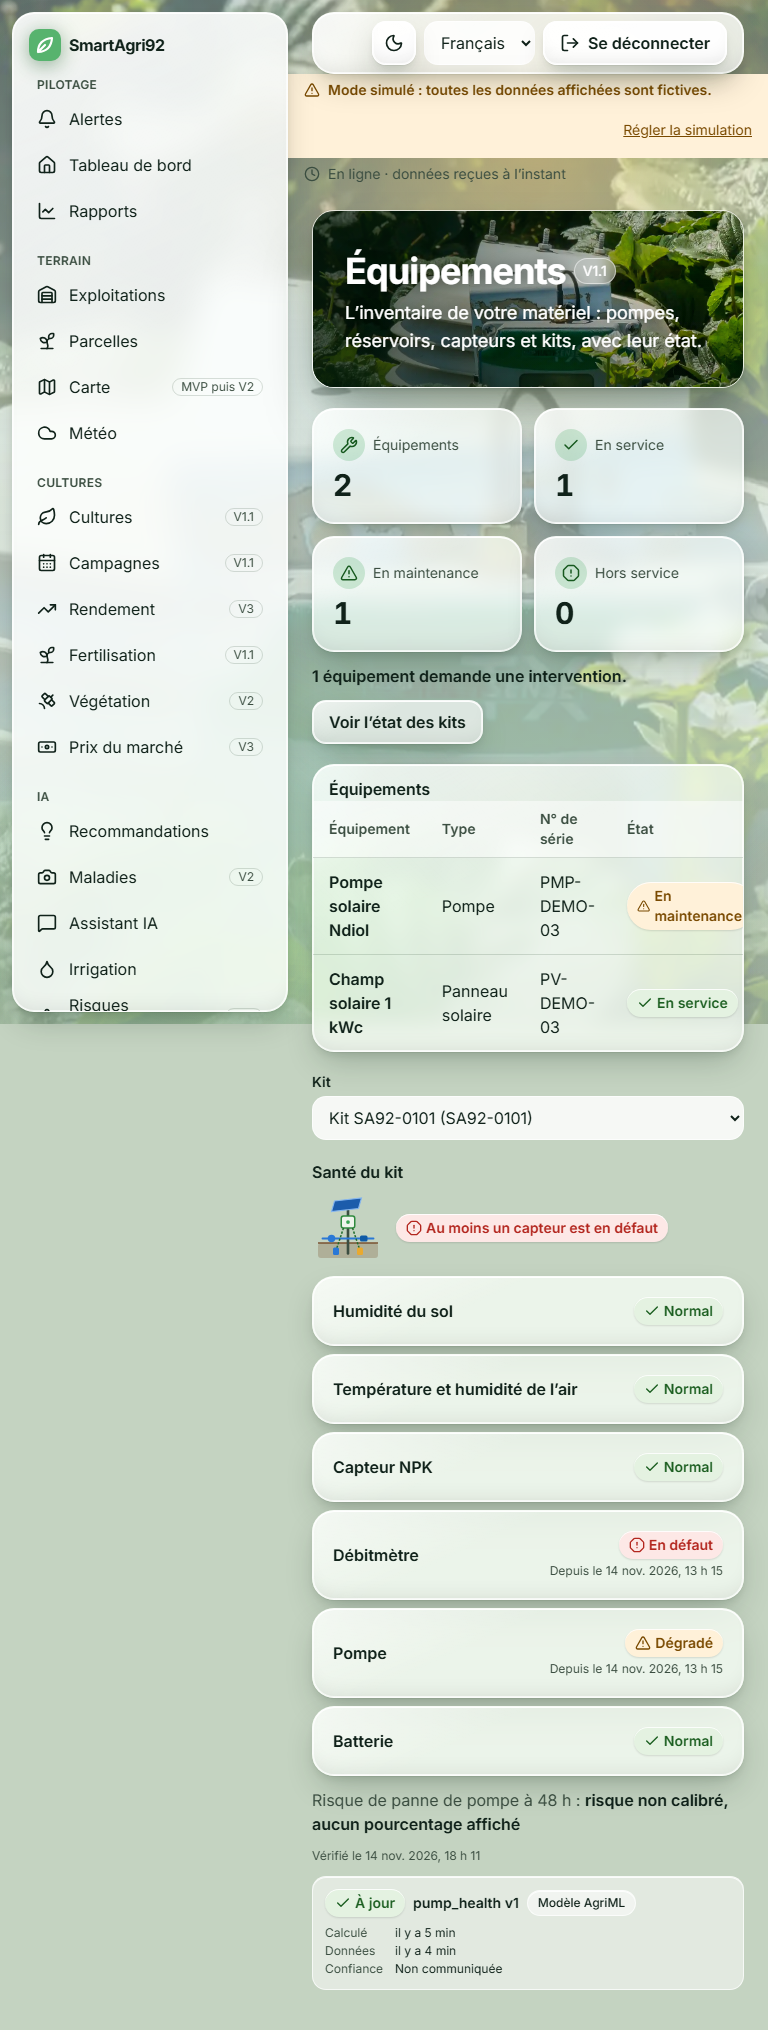 SmartAgri92
PILOTAGE
Alertes
Tableau de bord
Rapports
TERRAIN
Exploitations
Parcelles
Carte MVP puis V2
Météo
CULTURES
Cultures V1.1
Campagnes V1.1
Rendement V3
Fertilisation V1.1
Végétation V2
Prix du marché V3
IA
Recommandations
Maladies V2
Assistant IA
Irrigation
Risques
Français
Se déconnecter
Mode simulé : toutes les données affichées sont fictives.
Régler la simulation
En ligne · données reçues à l’instant
Équipements V1.1
L’inventaire de votre matériel : pompes,
réservoirs, capteurs et kits, avec leur état.
Équipements
2
En service
1
En maintenance
1
Hors service
0
1 équipement demande une intervention.
Voir l’état des kits
Équipements
Équipement Type N° de série État
Pompe solaire Ndiol Pompe PMP-DEMO-03 En maintenance
Champ solaire 1 kWc Panneau solaire PV-DEMO-03 En service
Kit
Kit SA92-0101 (SA92-0101)
Santé du kit
Au moins un capteur est en défaut
Humidité du sol Normal
Température et humidité de l’air Normal
Capteur NPK Normal
Débitmètre En défaut
Depuis le 14 nov. 2026, 13 h 15
Pompe Dégradé
Depuis le 14 nov. 2026, 13 h 15
Batterie Normal
Risque de panne de pompe à 48 h : risque non calibré,
aucun pourcentage affiché
Vérifié le 14 nov. 2026, 18 h 11
À jour pump_health v1 Modèle AgriML
Calculé il y a 5 min
Données il y a 4 min
Confiance Non communiquée